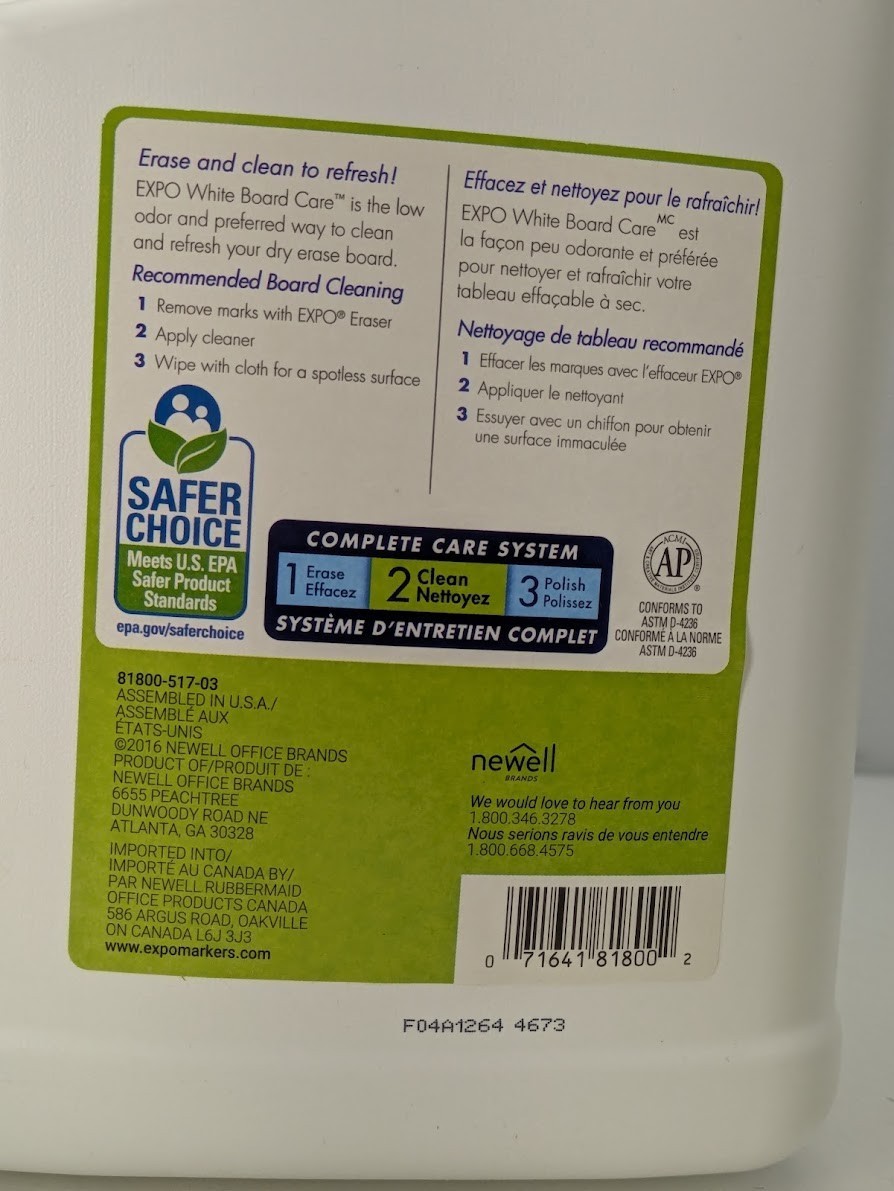 Erase and clean to refresh!
EXPO White Board Care™ is the low
odor and preferred way to clean
and refresh your dry erase board.
Recommended Board Cleaning
1 Remove marks with EXPO® Eraser
2 Apply cleaner
3 Wipe with cloth for a spotless surface
Effacez et nettoyez pour le rafraîchir!
EXPO White Board Care MC est
la façon peu odorante et préférée
pour nettoyer et rafraîchir votre
tableau effaçable à sec.
Nettoyage de tableau recommandé
1 Effacer les marques avec l'effaceur EXPO®
2 Appliquer le nettoyant
3 Essuyer avec un chiffon pour obtenir
une surface immaculée
SAFER
CHOICE
Meets U.S. EPA
Safer Product
Standards
epa.gov/saferchoice
COMPLETE CARE SYSTEM
1 Erase
Effacez
2 Clean
Nettoyez
3 Polish
Polissez
SYSTÈME D'ENTRETIEN COMPLET
ACMI
AP
®
CONFORMS TO
ASTM D-4236
CONFORME À LA NORME
ASTM D-4236
81800-517-03
ASSEMBLED IN U.S.A./
ASSEMBLÉ AUX
ÉTATS-UNIS
©2016 NEWELL OFFICE BRANDS
PRODUCT OF/PRODUIT DE :
NEWELL OFFICE BRANDS
6655 PEACHTREE
DUNWOODY ROAD NE
ATLANTA, GA 30328
IMPORTED INTO/
IMPORTÉ AU CANADA BY/
PAR NEWELL RUBBERMAID
OFFICE PRODUCTS CANADA
586 ARGUS ROAD, OAKVILLE
ON CANADA L6J 3J3
www.expomarkers.com
newell
BRANDS
We would love to hear from you
1.800.346.3278
Nous serions ravis de vous entendre
1.800.668.4575
0 71641 81800 2
F04A1264 4673